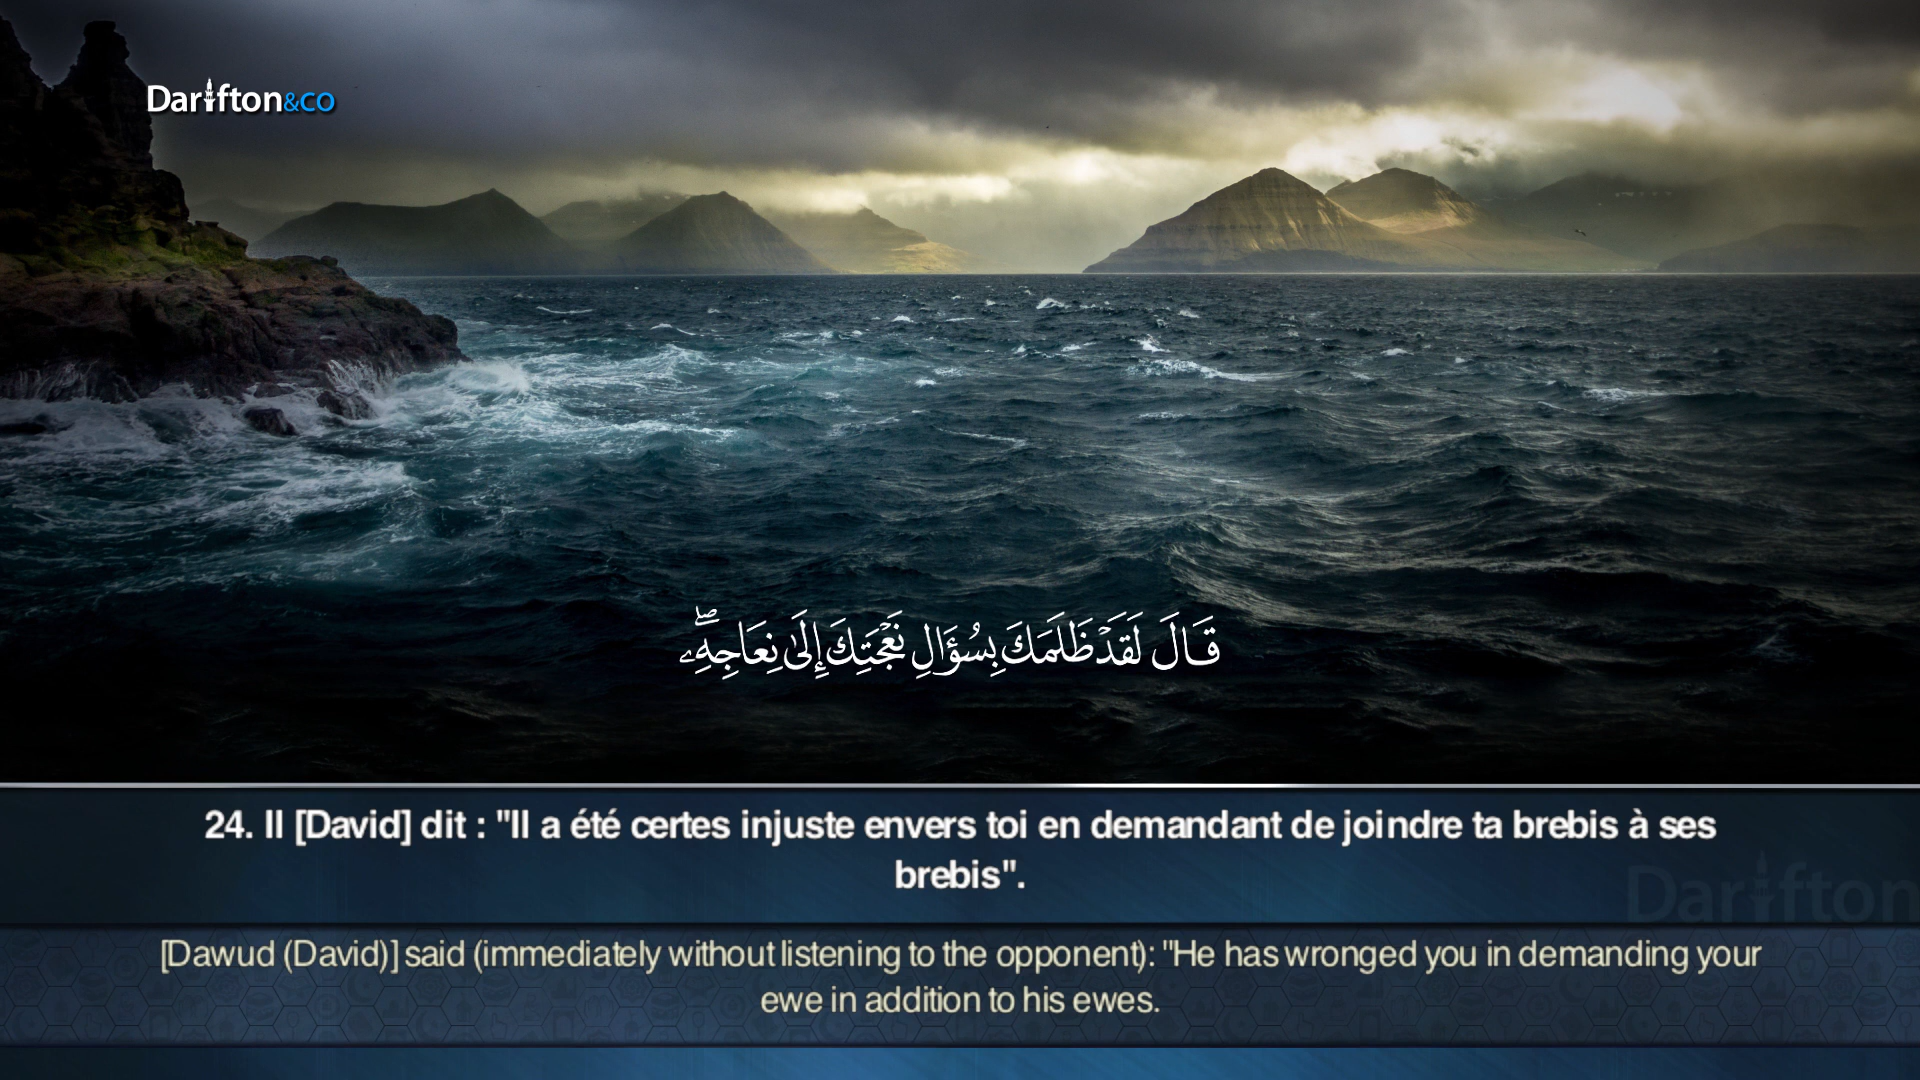 Darifton&co
قَالَ لَقَدْ ظَلَمَكَ بِسُؤَالِ نَعْجَتِكَ إِلَىٰ نِعَاجِهِۦۖ
24. Il [David] dit : "Il a été certes injuste envers toi en demandant de joindre ta brebis à ses
brebis".
Darifton
[Dawud (David)] said (immediately without listening to the opponent): "He has wronged you in demanding your
ewe in addition to his ewes.